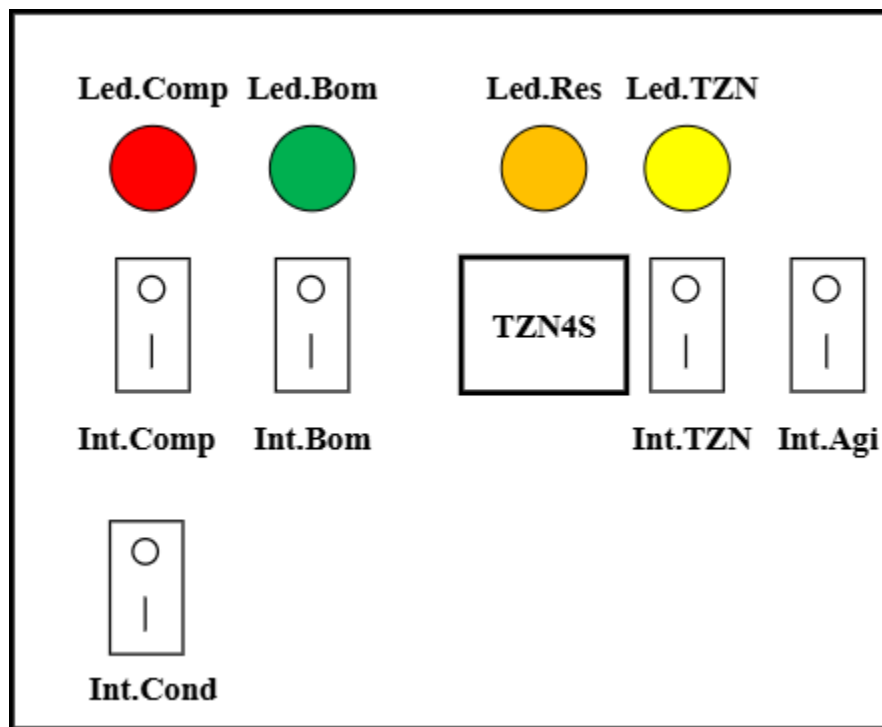 Led.Comp Led.Bom Led.Res Led.TZN
TZN4S
Int.Comp Int.Bom Int.TZN Int.Agi
Int.Cond